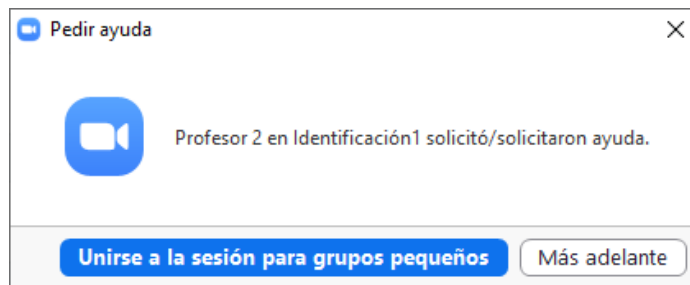 Pedir ayuda
Profesor 2 en Identificación1 solicitó/solicitaron ayuda.
Unirse a la sesión para grupos pequeños
Más adelante